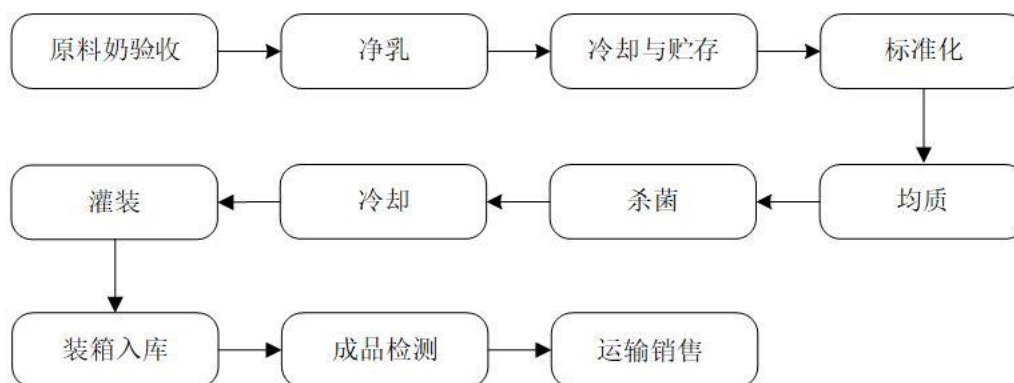 原料奶验收
净乳
冷却与贮存
标准化
均质
杀菌
冷却
灌装
装箱入库
成品检测
运输销售